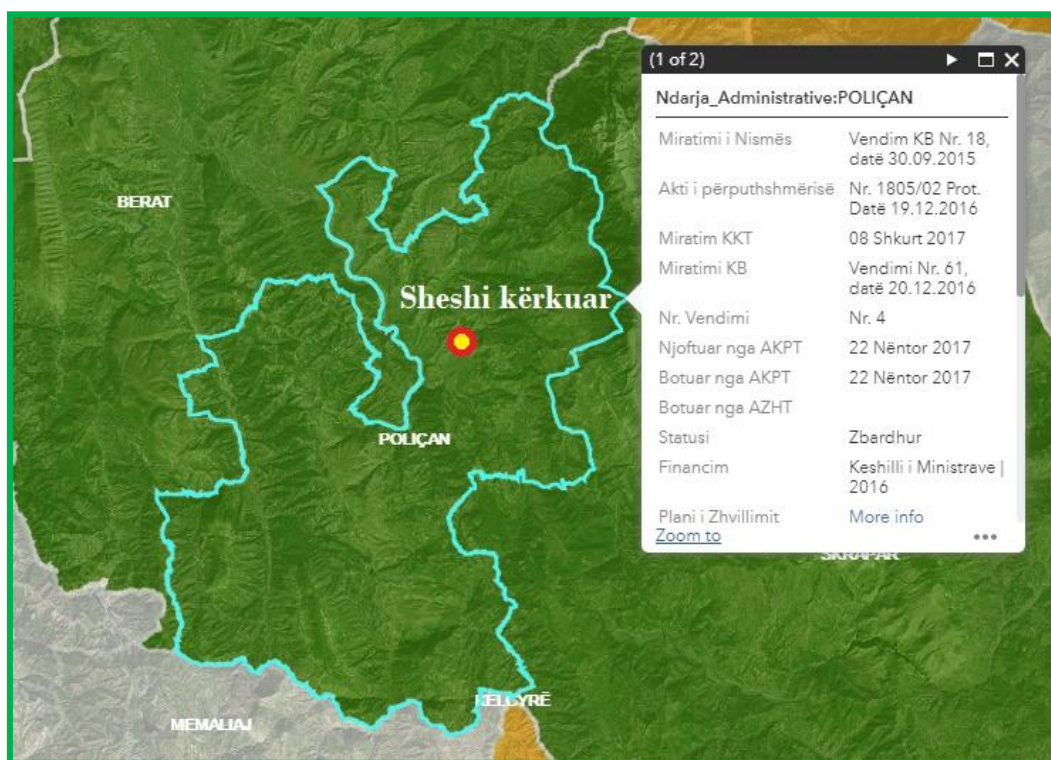 (1 of 2)
Ndarja_Administrative:POLIÇAN
Miratimi i Nismës Vendim KB Nr. 18,
datë 30.09.2015
Akti i përputhshmërisë Nr. 1805/02 Prot.
Datë 19.12.2016
Miratim KKT 08 Shkurt 2017
Miratimi KB Vendimi Nr. 61,
datë 20.12.2016
Nr. Vendimi Nr. 4
Njoftuar nga AKPT 22 Nëntor 2017
Botuar nga AKPT 22 Nëntor 2017
Botuar nga AZHT
Statusi Zbardhur
Financim Keshilli i Ministrave |
2016
Plani i Zhvillimit More info
Zoom to
BERAT
Sheshi kërkuar
POLIÇAN
SKRAPAR
KËLCYRË
MEMALIAJ